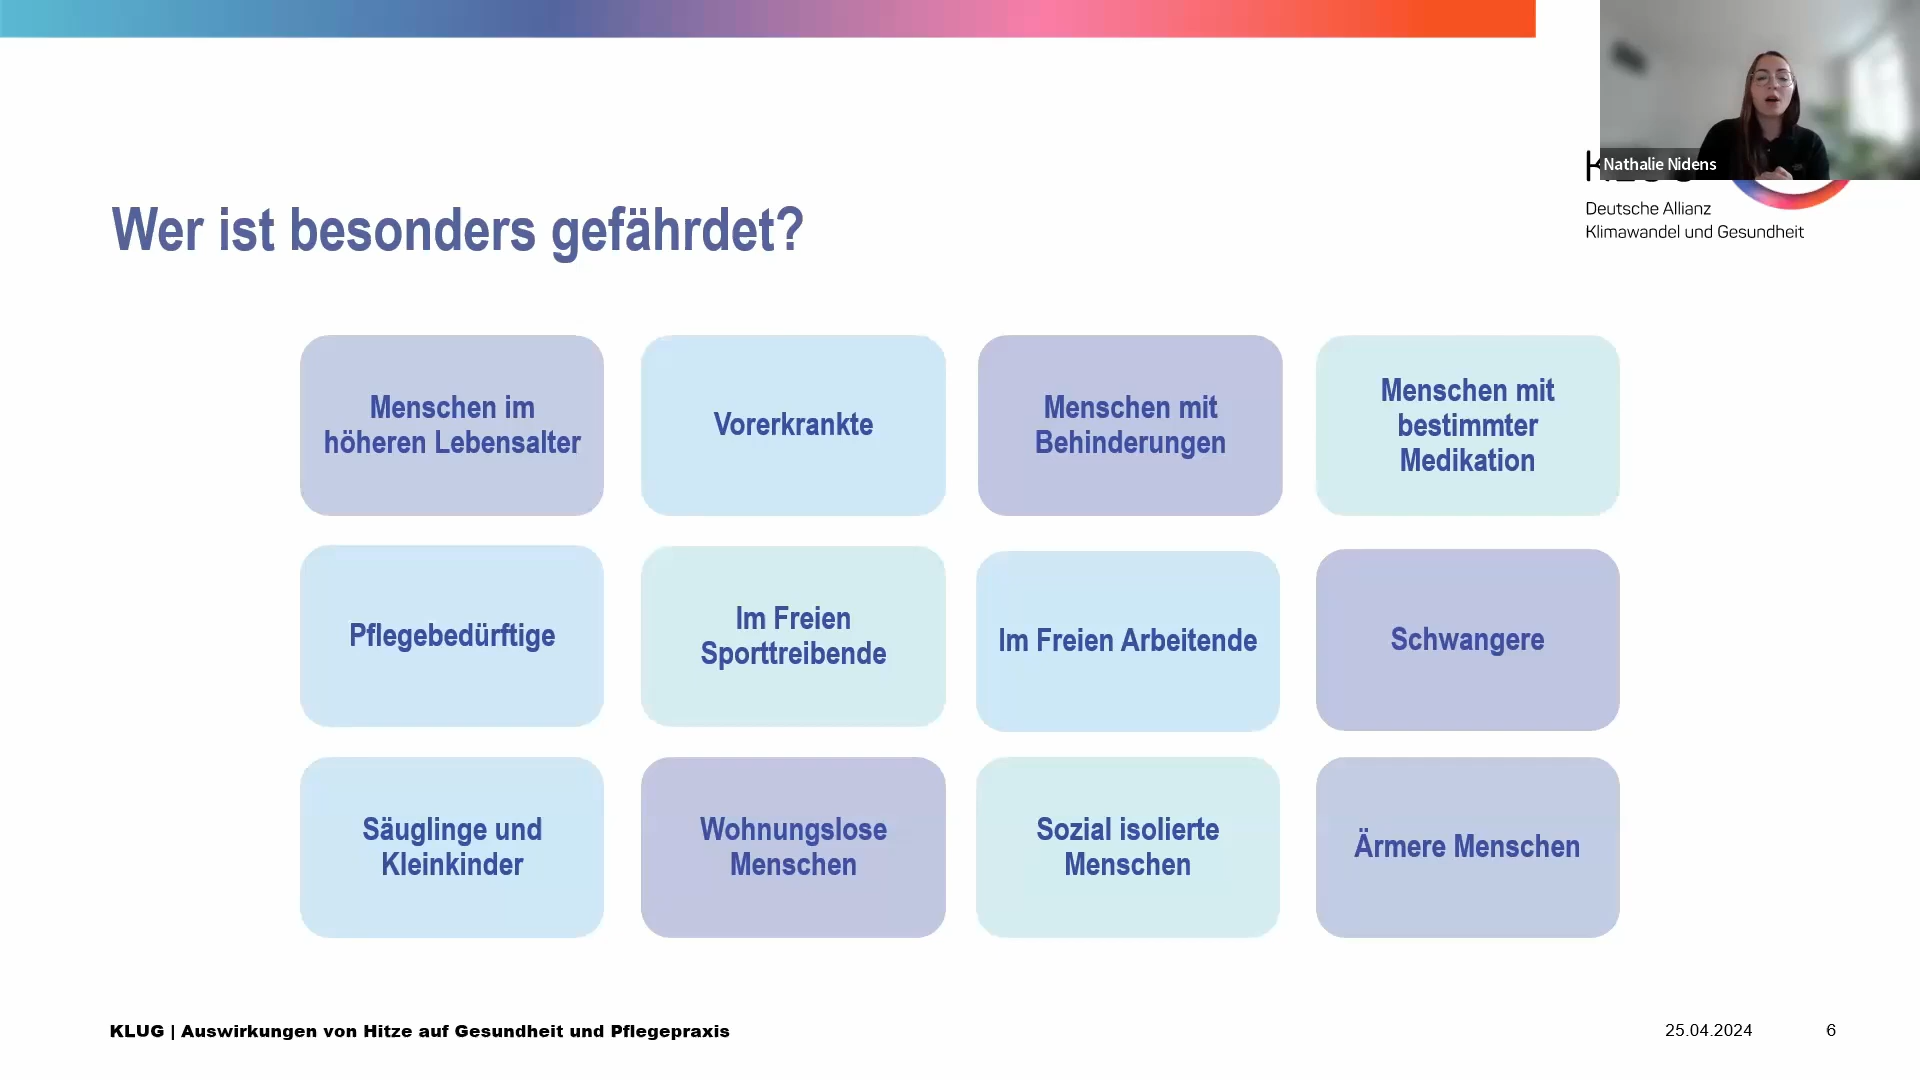 Nathalie Nidens
Deutsche Allianz
Klimawandel und Gesundheit
Wer ist besonders gefährdet?
Menschen im
höheren Lebensalter
Vorerkrankte
Menschen mit
Behinderungen
Menschen mit
bestimmter
Medikation
Pflegebedürftige
Im Freien
Sporttreibende
Im Freien Arbeitende
Schwangere
Säuglinge und
Kleinkinder
Wohnungslose
Menschen
Sozial isolierte
Menschen
Ärmere Menschen
KLUG | Auswirkungen von Hitze auf Gesundheit und Pflegepraxis
25.04.2024
6